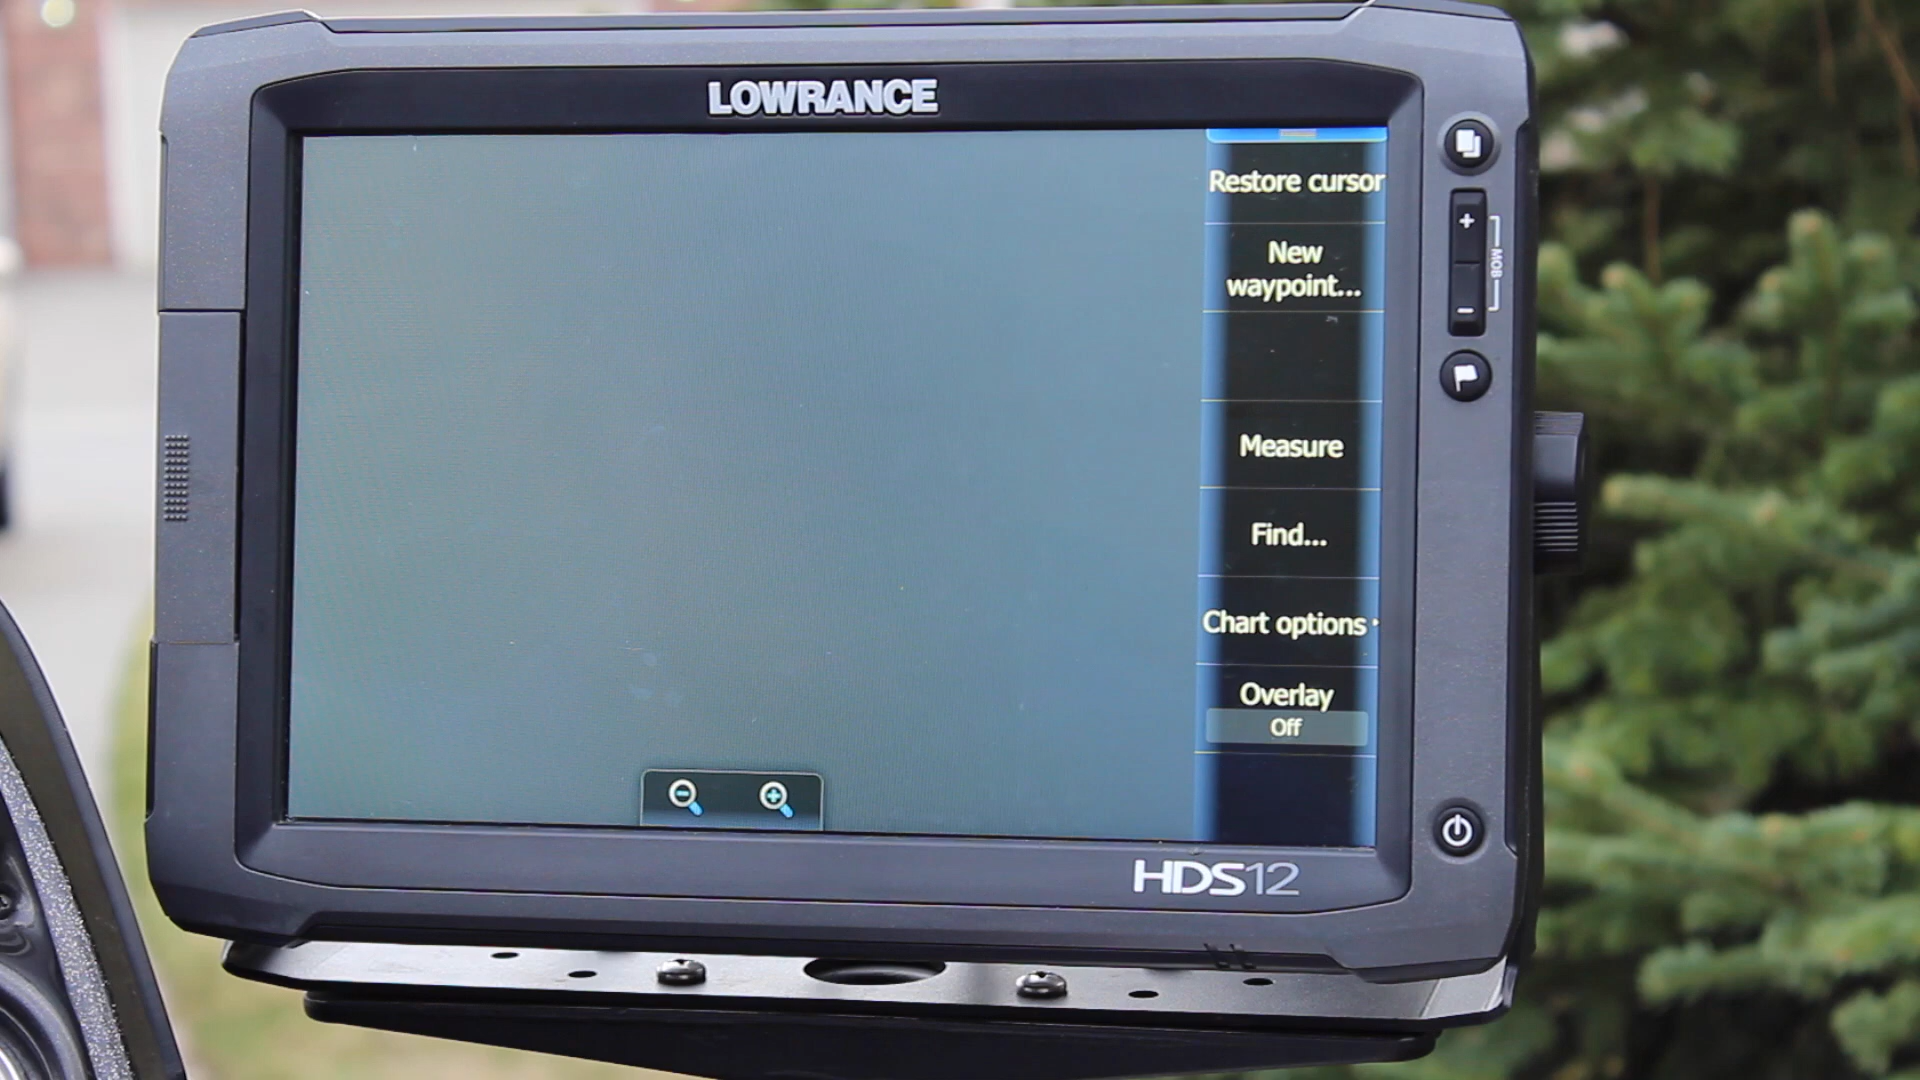 LOWRANCE
Restore cursor
New
waypoint...
Measure
Find...
Chart options
Overlay
Off
+
MOB
-
HDS12